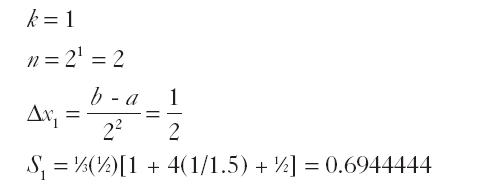 k = 1
n = 2¹ = 2
Δx₁ = (b - a)/2² = 1/2
S₁ = ⅓(½)[1 + 4(1/1.5) + ½] = 0.6944444